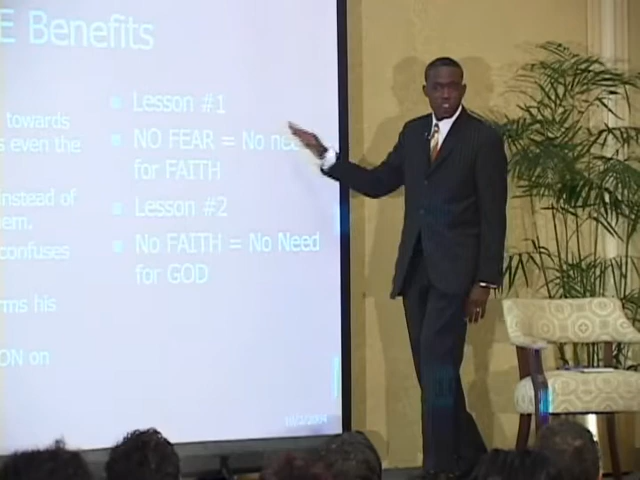 E Benefits
towards
s even the
instead of
em.
confuses
rms his
ON on
Lesson #1
NO FEAR = No need
for FAITH
Lesson #2
No FAITH = No Need
for GOD